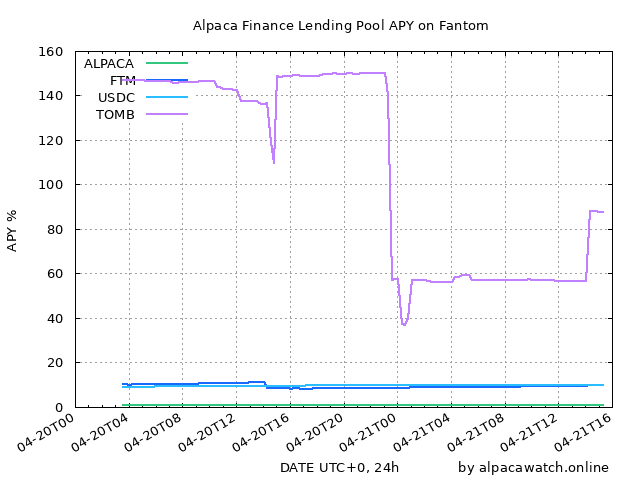 Alpaca Finance Lending Pool APY on Fantom
160
140
120
100
80
60
40
20
0
APY %
ALPACA
FTM
USDC
TOMB
04-20T00
04-20T04
04-20T08
04-20T12
04-20T16
04-20T20
04-21T00
04-21T04
04-21T08
04-21T12
04-21T16
DATE UTC+0, 24h
by alpacawatch.online